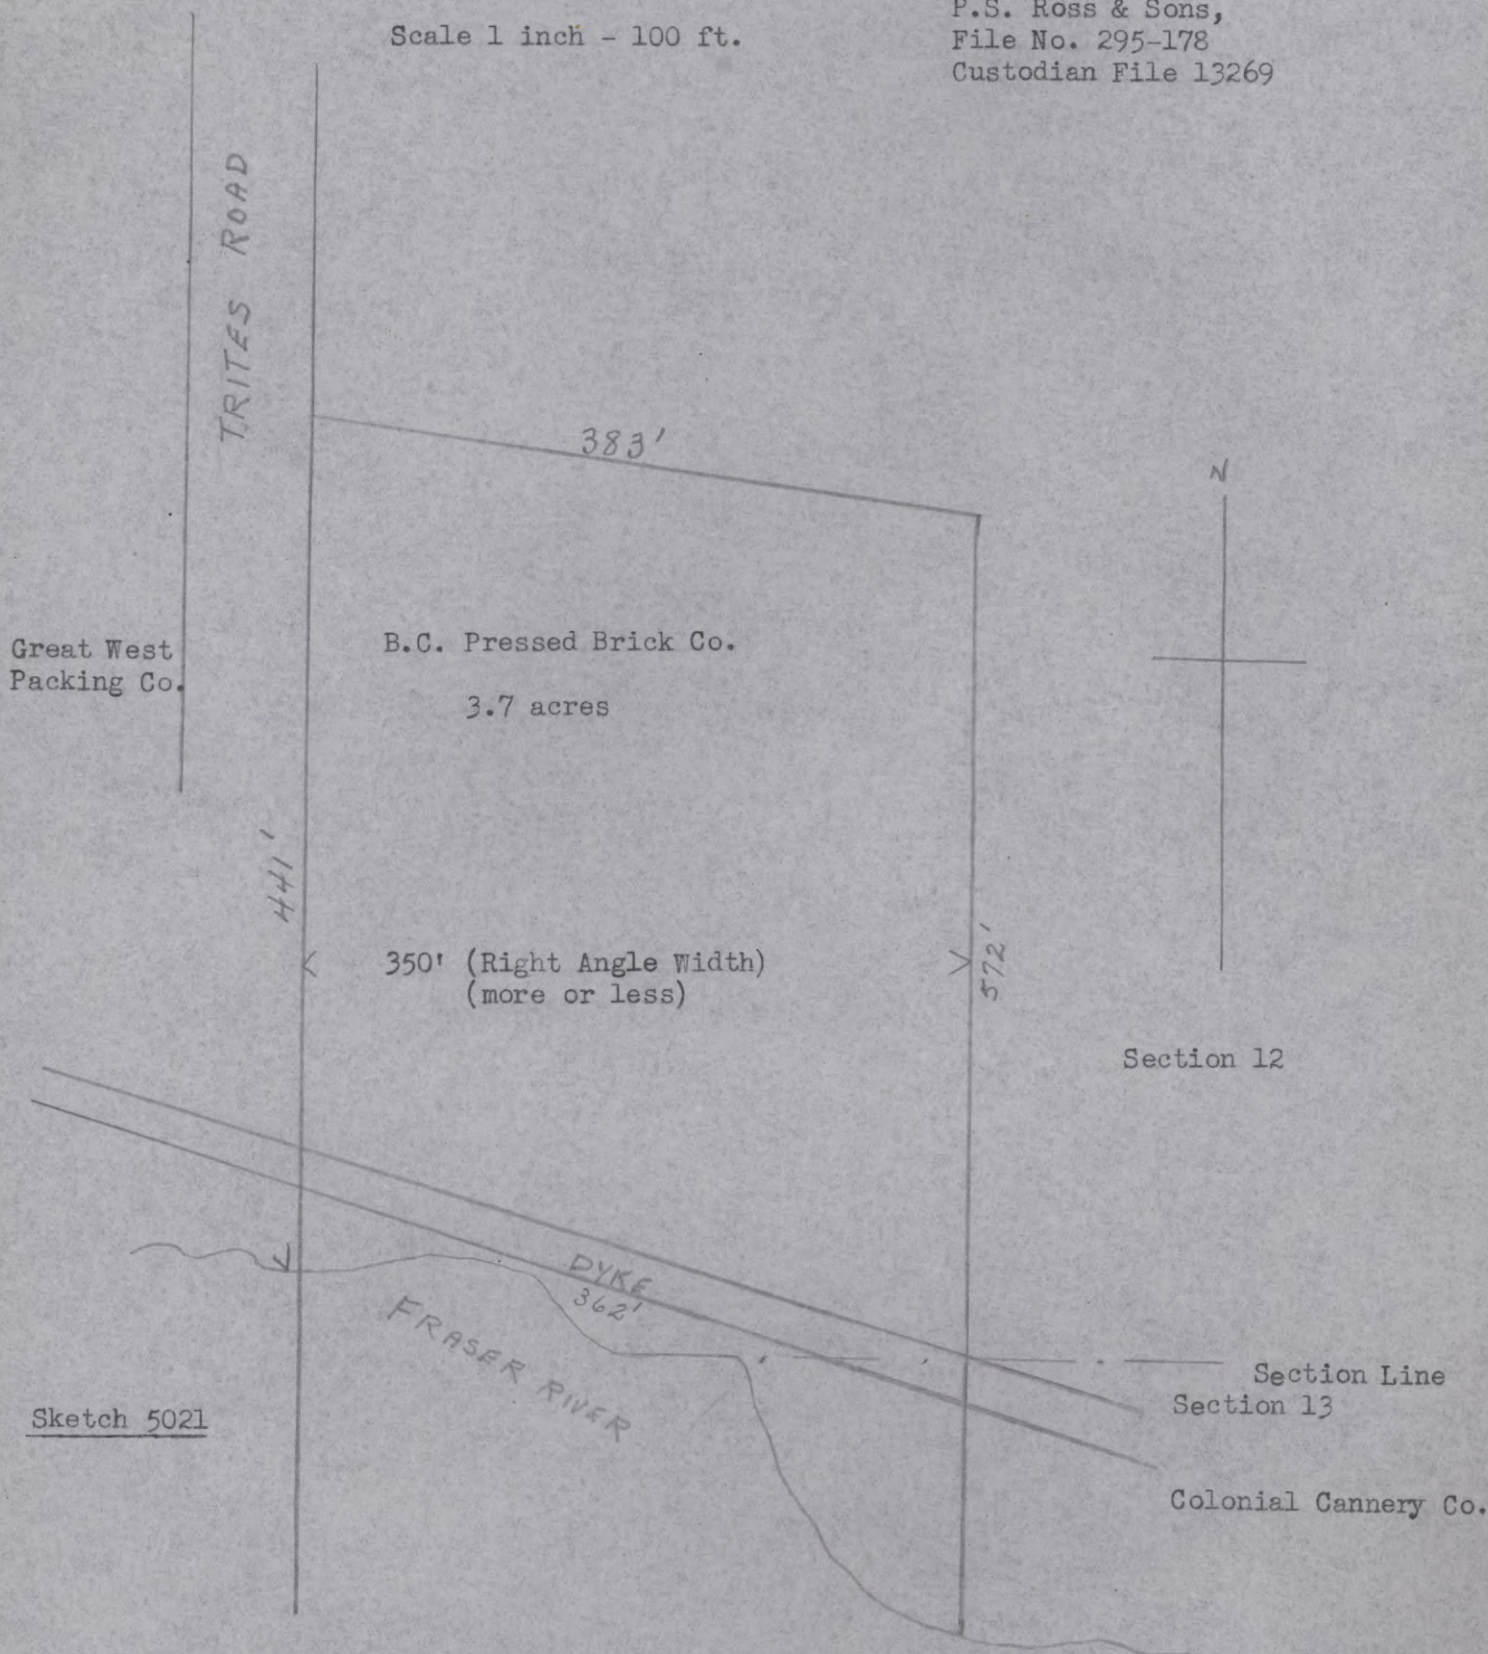 Scale 1 inch - 100 ft.
P.S. Ross & Sons,
File No. 295-178
Custodian File 13269
TRITES ROAD
383'
N
Great West
Packing Co.
B.C. Pressed Brick Co.
3.7 acres
441'
350' (Right Angle Width)
(more or less)
572'
Section 12
DYKE
362'
FRASER RIVER
Section Line
Section 13
Sketch 5021
Colonial Cannery Co.